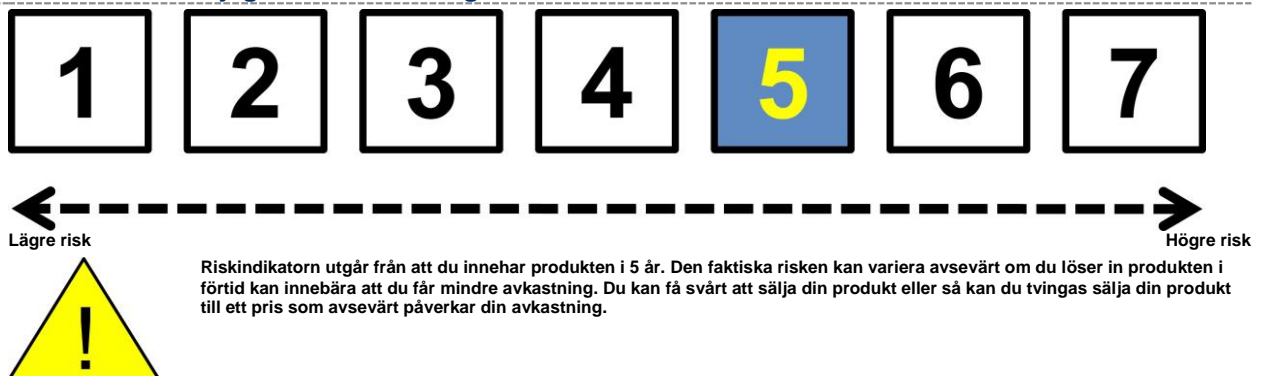 1 2 3 4 5 6 7
Lägre risk Högre risk
Riskindikatorn utgår från att du innehar produkten i 5 år. Den faktiska risken kan variera avsevärt om du löser in produkten i
förtid kan innebära att du får mindre avkastning. Du kan få svårt att sälja din produkt eller så kan du tvingas sälja din produkt
till ett pris som avsevärt påverkar din avkastning.
!